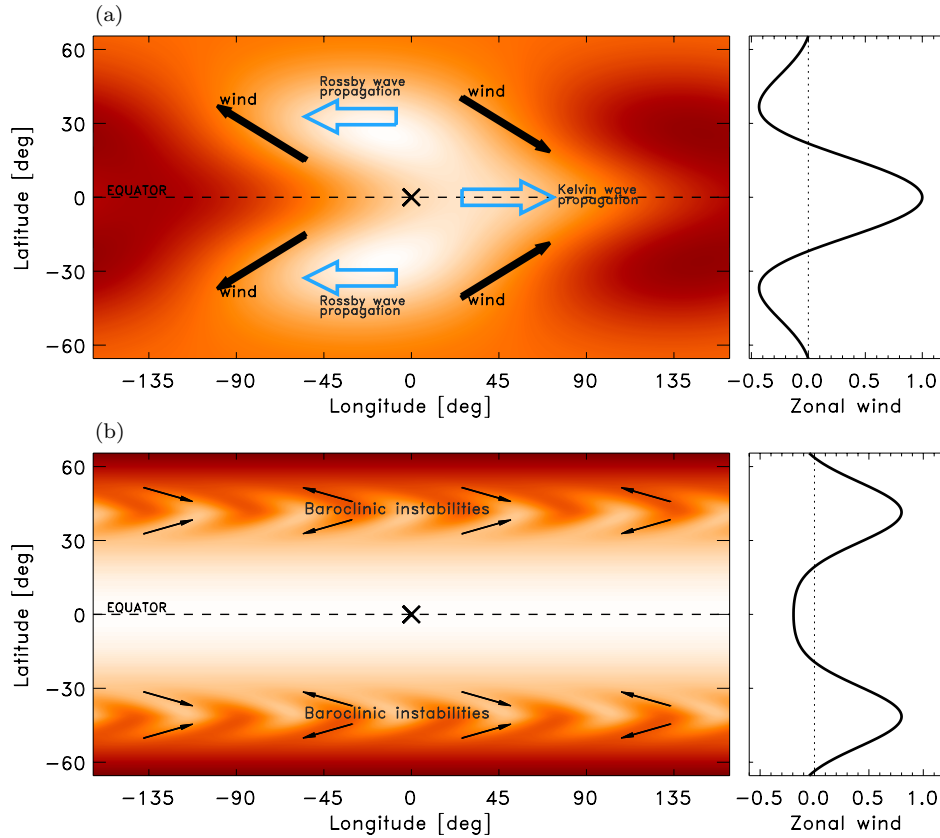 (a)
60
30
0
−30
−60
Latitude [deg]
Rossby wave
propagation
wind
wind
EQUATOR
Kelvin wave
propagation
wind
wind
Rossby wave
propagation
−135 −90 −45 0 45 90 135
Longitude [deg]
−0.5 0.0 0.5 1.0
Zonal wind
(b)
60
30
0
−30
−60
Latitude [deg]
Baroclinic instabilities
EQUATOR
Baroclinic instabilities
−135 −90 −45 0 45 90 135
Longitude [deg]
−0.5 0.0 0.5 1.0
Zonal wind